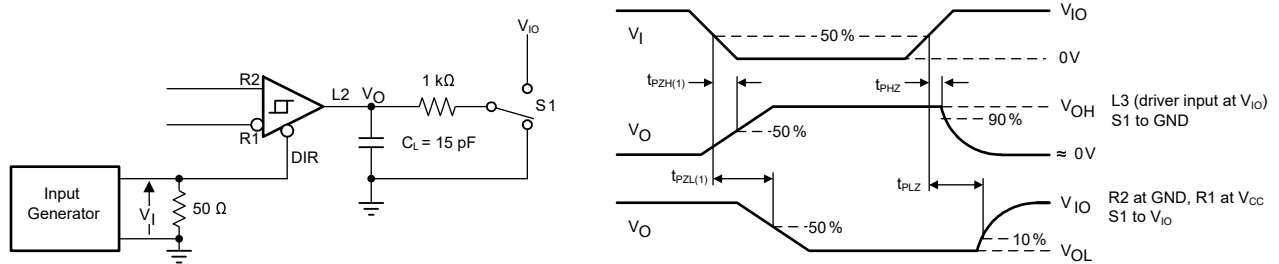 V_IO
R2
R1
L2
V_O
1 kΩ
S1
C_L = 15 pF
DIR
Input
Generator
V_I
50 Ω
V_I
50 %
V_IO
0V
t_PZH(1)
t_PHZ
V_O
50 %
90 %
V_OH
≈ 0V
L3 (driver input at V_IO)
S1 to GND
t_PZL(1)
t_PLZ
V_O
50 %
10 %
V_IO
V_OL
R2 at GND, R1 at V_CC
S1 to V_IO